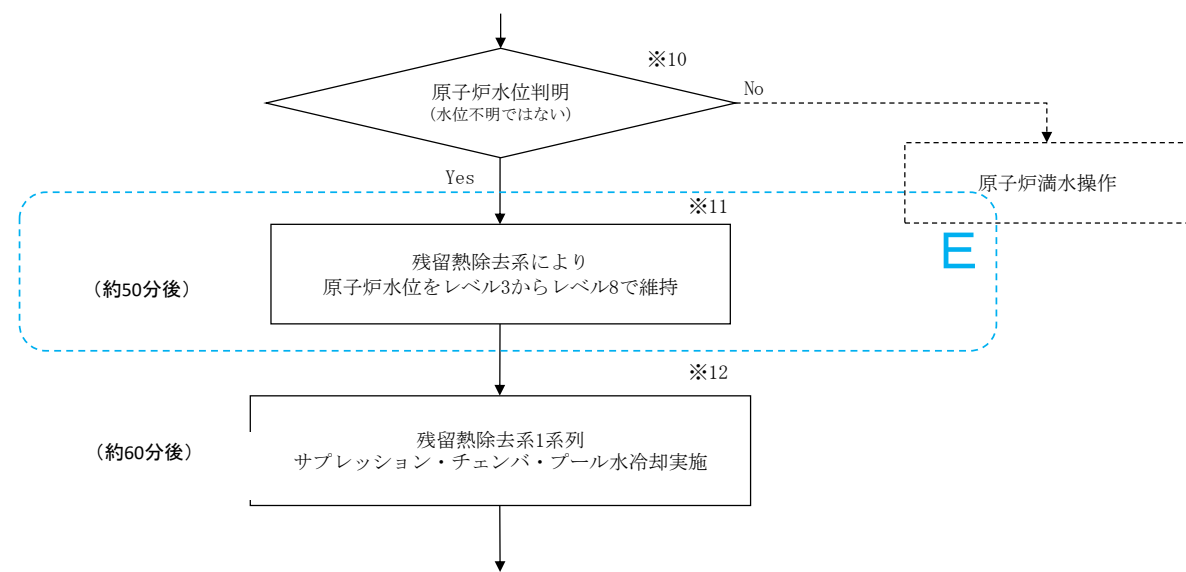 ※10
原子炉水位判明
(水位不明ではない)
No
Yes
原子炉満水操作
※11
E
残留熱除去系により
原子炉水位をレベル3からレベル8で維持
（約50分後）
※12
残留熱除去系1系列
サプレッション・チェンバ・プール水冷却実施
（約60分後）